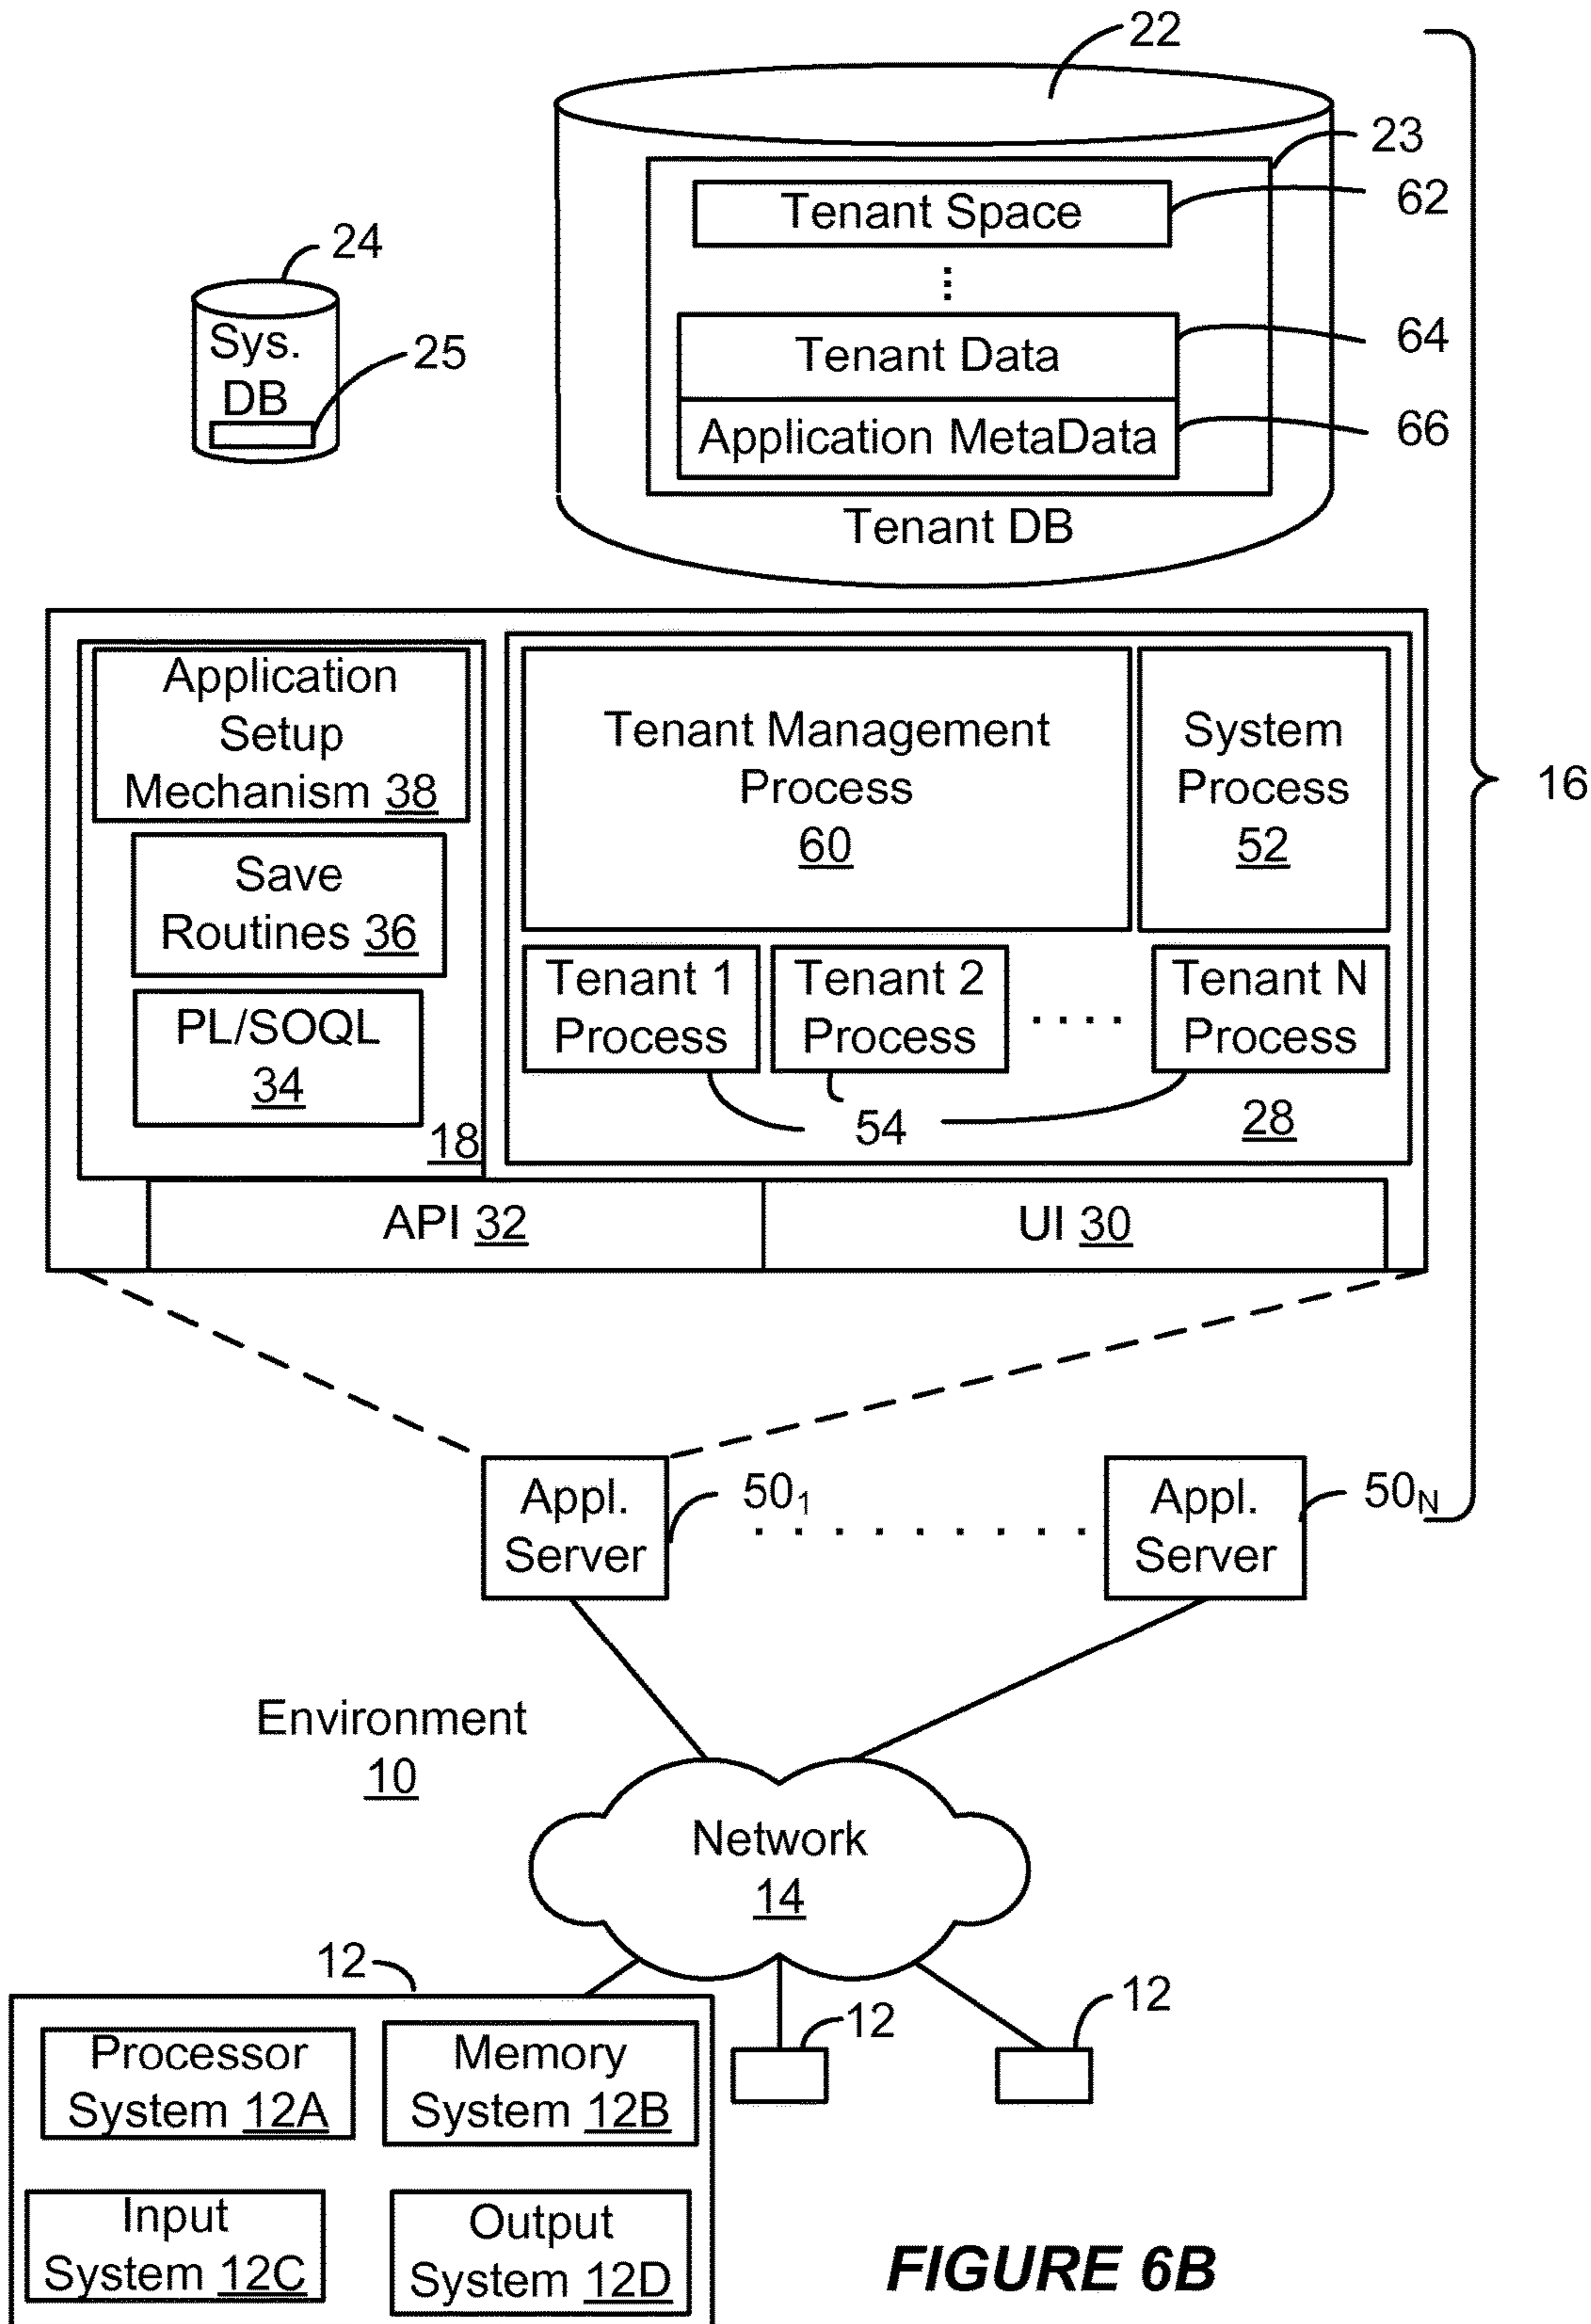 22
23
Tenant Space
62
24
Sys.
DB
25
Tenant Data
64
Application MetaData
66
Tenant DB
Application
Setup
Mechanism 38
Tenant Management
Process
60
System
Process
52
16
Save
Routines 36
Tenant 1
Process
Tenant 2
Process
....
Tenant N
Process
PL/SOQL
34
54
28
18
API 32
UI 30
Appl.
Server
50₁
Appl.
Server
50ₙ
Environment
10
Network
14
12
12
12
Processor
System 12A
Memory
System 12B
Input
System 12C
Output
System 12D
FIGURE 6B